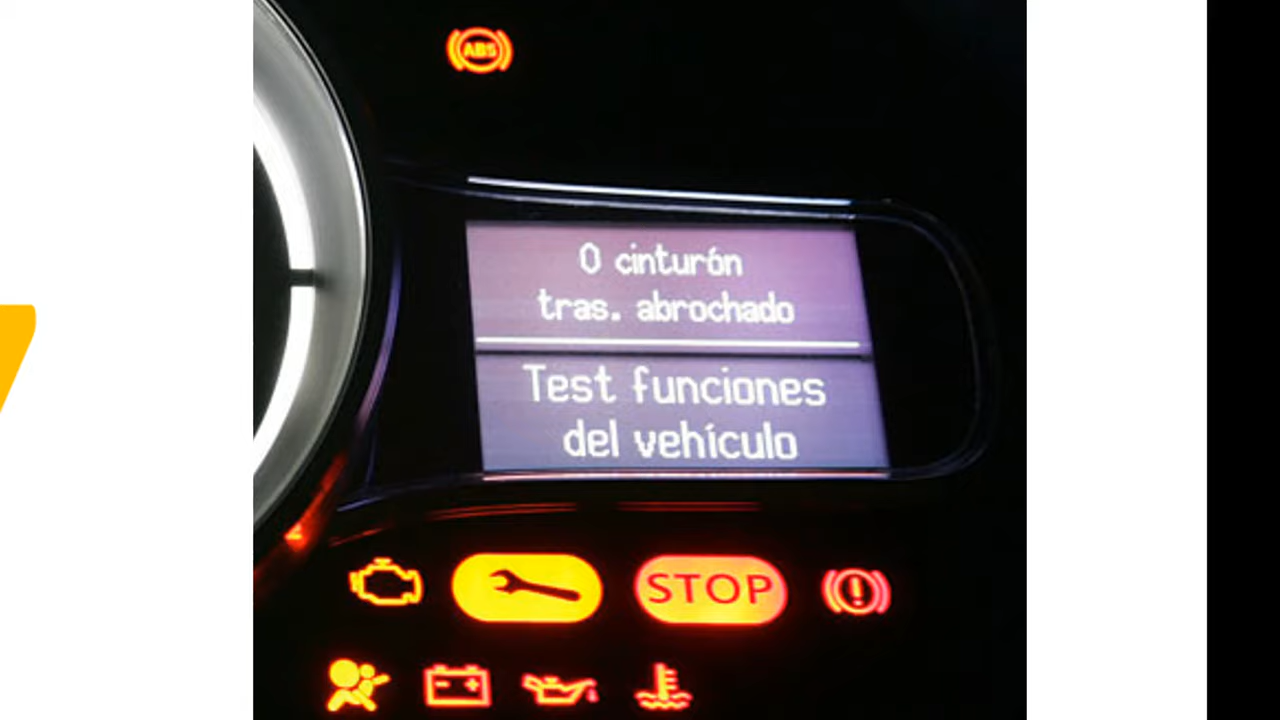 ABS
0 cinturón
tras. abrochado
Test funciones
del vehículo
STOP